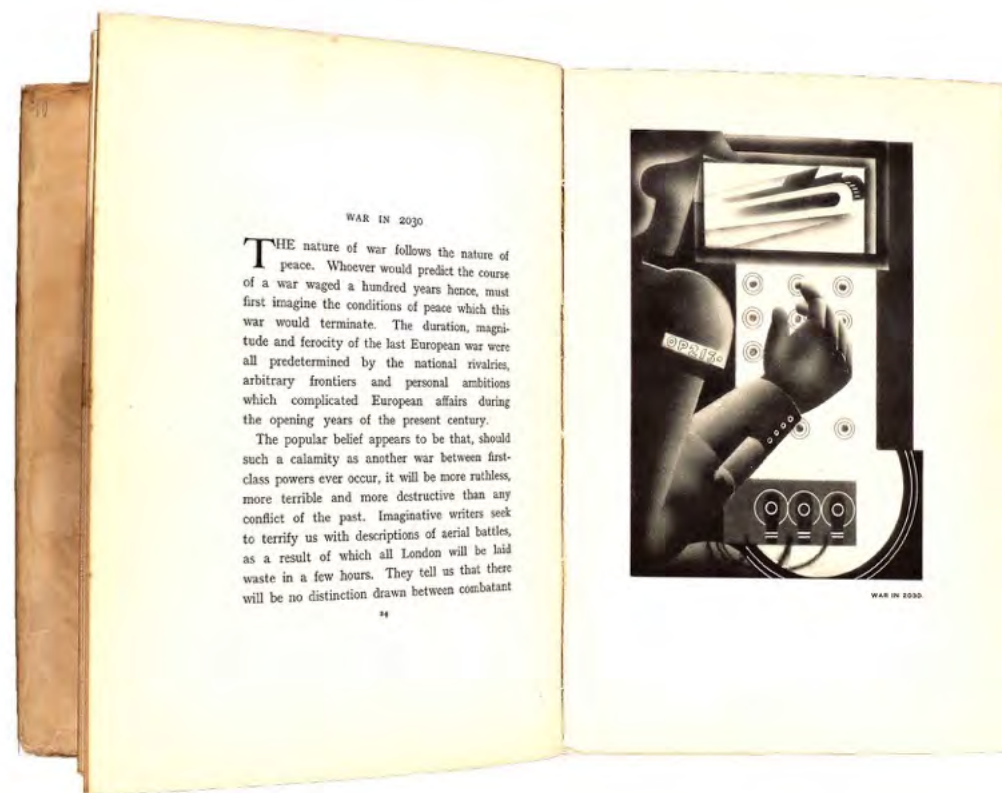 WAR IN 2030
THE nature of war follows the nature of
peace. Whoever would predict the course
of a war waged a hundred years hence, must
first imagine the conditions of peace which this
war would terminate. The duration, magni-
tude and ferocity of the last European war were
all predetermined by the national rivalries,
arbitrary frontiers and personal ambitions
which complicated European affairs during
the opening years of the present century.
The popular belief appears to be that, should
such a calamity as another war between first-
class powers ever occur, it will be more ruthless,
more terrible and more destructive than any
conflict of the past. Imaginative writers seek
to terrify us with descriptions of aerial battles,
as a result of which all London will be laid
waste in a few hours. They tell us that there
will be no distinction drawn between combatant
24
OP2150
WAR IN 2030.